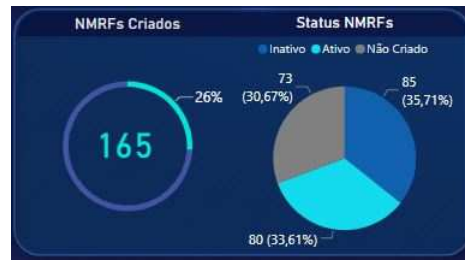 NMRFs Criados
165
26%
Status NMRFs
Inativo Ativo Não Criado
73
(30,67%)
85
(35,71%)
80 (33,61%)